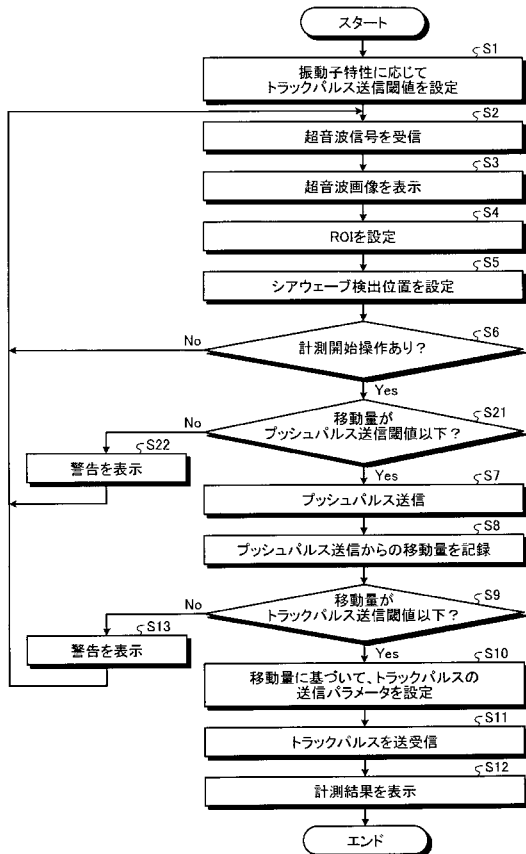 スタート
S1
振動子特性に応じて
トラックパルス送信閾値を設定
S2
超音波信号を受信
S3
超音波画像を表示
S4
ROIを設定
S5
シアウェーブ検出位置を設定
S6
計測開始操作あり?
No
Yes
S21
移動量が
プッシュパルス送信閾値以下?
No
Yes
S22
警告を表示
S7
プッシュパルス送信
S8
プッシュパルス送信からの移動量を記録
S9
移動量が
トラックパルス送信閾値以下?
No
Yes
S13
警告を表示
S10
移動量に基づいて、トラックパルスの
送信パラメータを設定
S11
トラックパルスを送受信
S12
計測結果を表示
エンド